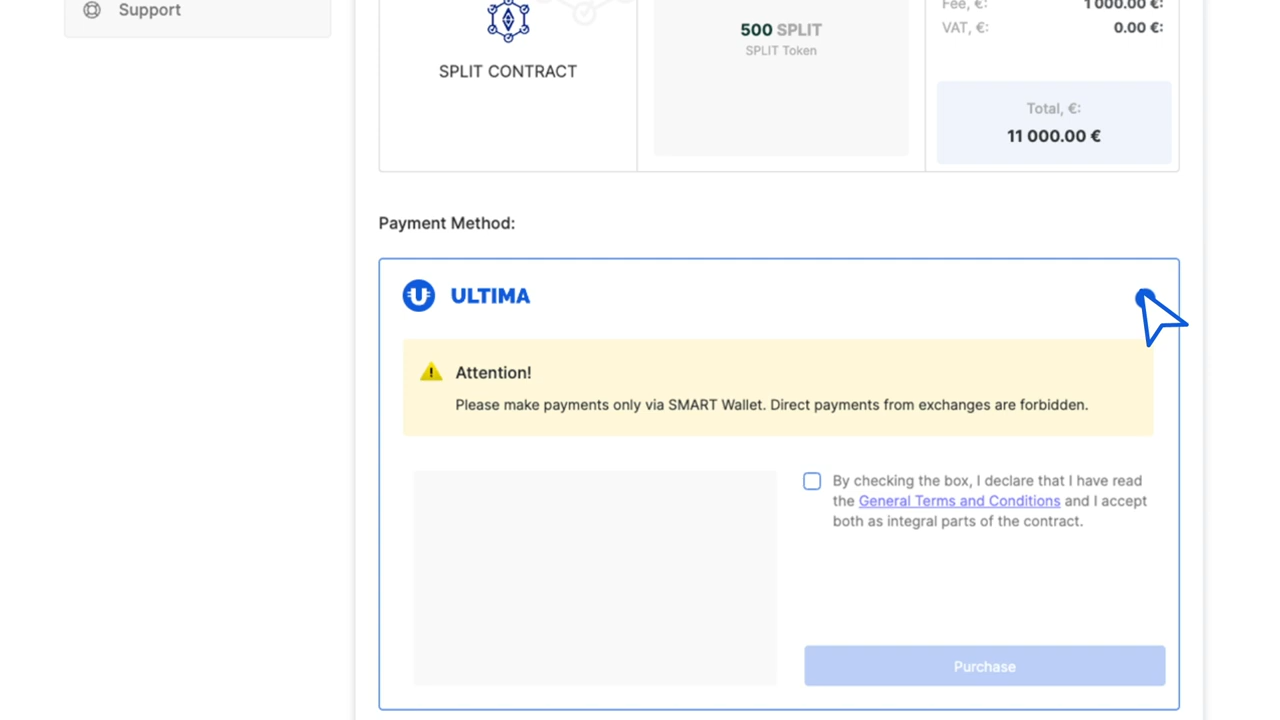 Support
SPLIT CONTRACT
500 SPLIT
SPLIT Token
Fee, €:
1 000.00 €:
VAT, €:
0.00 €:
Total, €:
11 000.00 €
Payment Method:
ULTIMA
Attention!
Please make payments only via SMART Wallet. Direct payments from exchanges are forbidden.
By checking the box, I declare that I have read
the General Terms and Conditions and I accept
both as integral parts of the contract.
Purchase